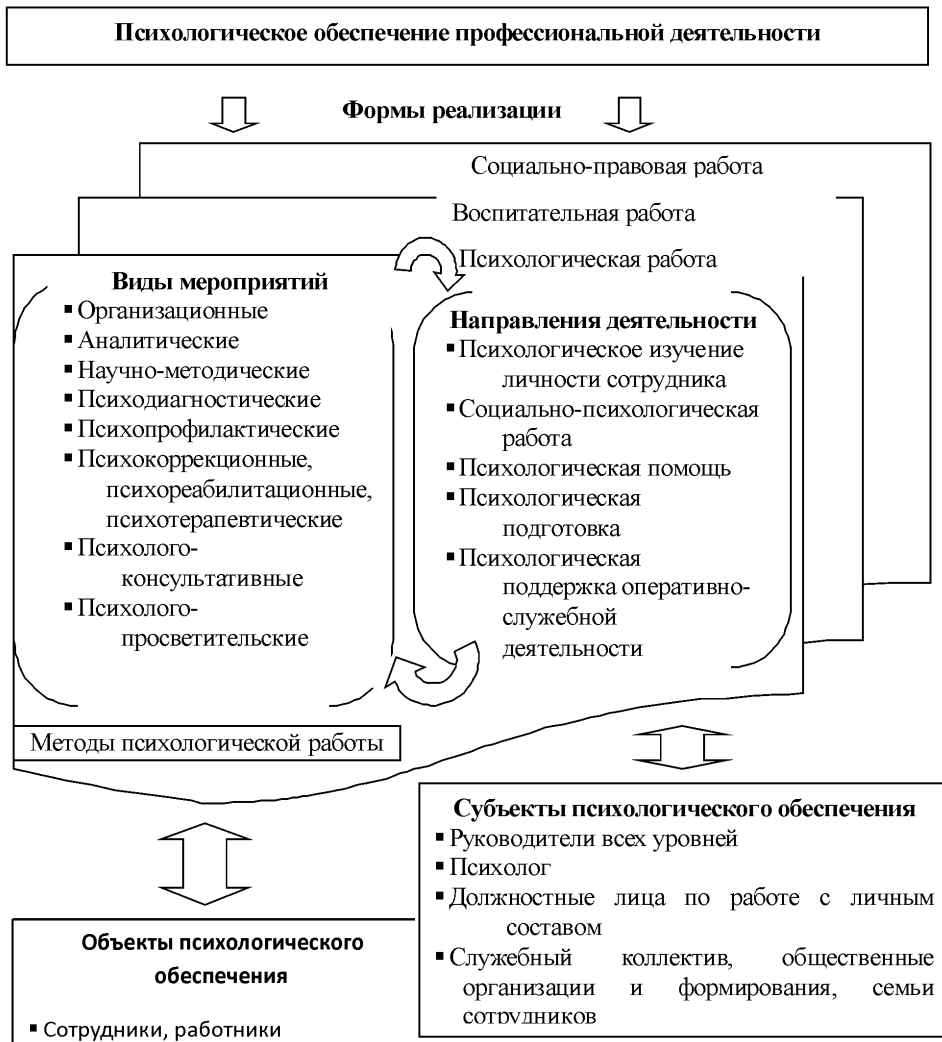 Психологическое обеспечение профессиональной деятельности
Формы реализации
Социально-правовая работа
Воспитательная работа
Психологическая работа
Виды мероприятий
▪ Организационные
▪ Аналитические
▪ Научно-методические
▪ Психодиагностические
▪ Психопрофилактические
▪ Психокоррекционные,
психореабилитационные,
психотерапевтические
▪ Психолого-
консультативные
▪ Психолого-
просветительские
Направления деятельности
▪ Психологическое изучение
личности сотрудника
▪ Социально-психологическая
работа
▪ Психологическая помощь
▪ Психологическая
подготовка
▪ Психологическая
поддержка оперативно-
служебной
деятельности
Методы психологической работы
Субъекты психологического обеспечения
▪ Руководители всех уровней
▪ Психолог
▪ Должностные лица по работе с личным
составом
▪ Служебный коллектив, общественные
организации и формирования, семьи
сотрудников
Объекты психологического
обеспечения
▪ Сотрудники, работники